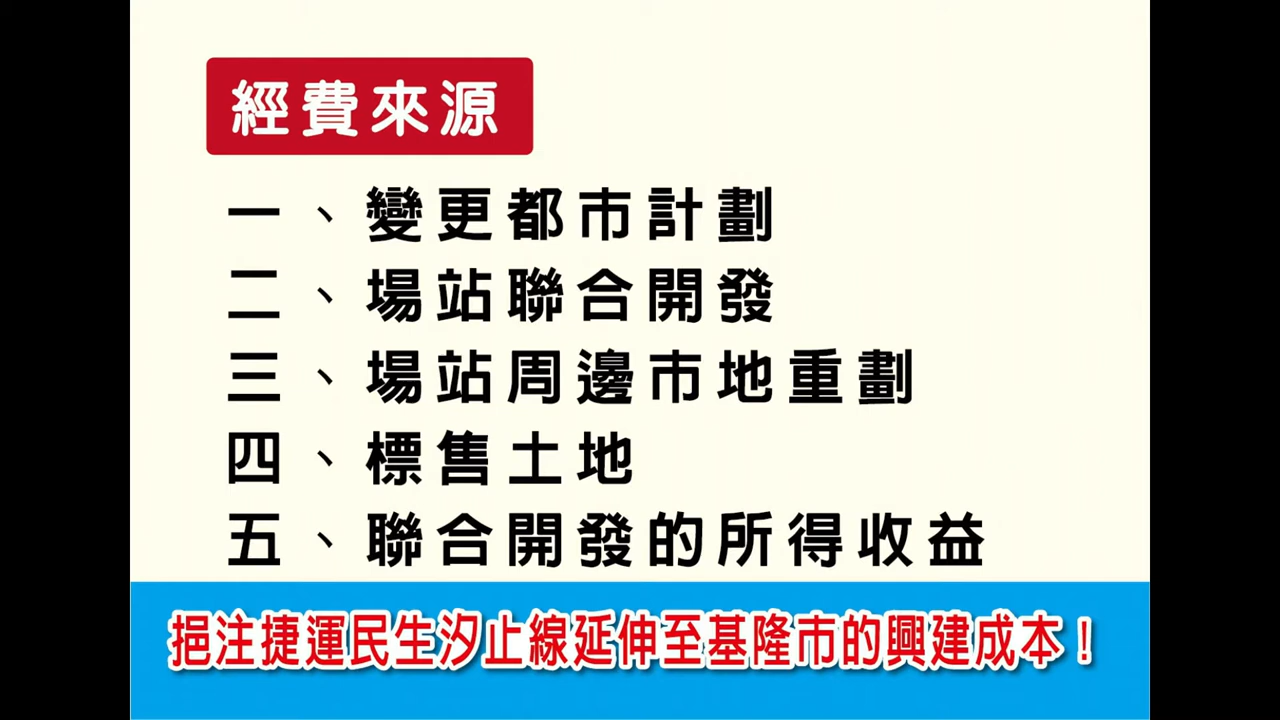 經費來源
一、變更都市計劃
二、場站聯合開發
三、場站周邊市地重劃
四、標售土地
五、聯合開發的所得收益
挹注捷運民生汐止線延伸至基隆市的興建成本！